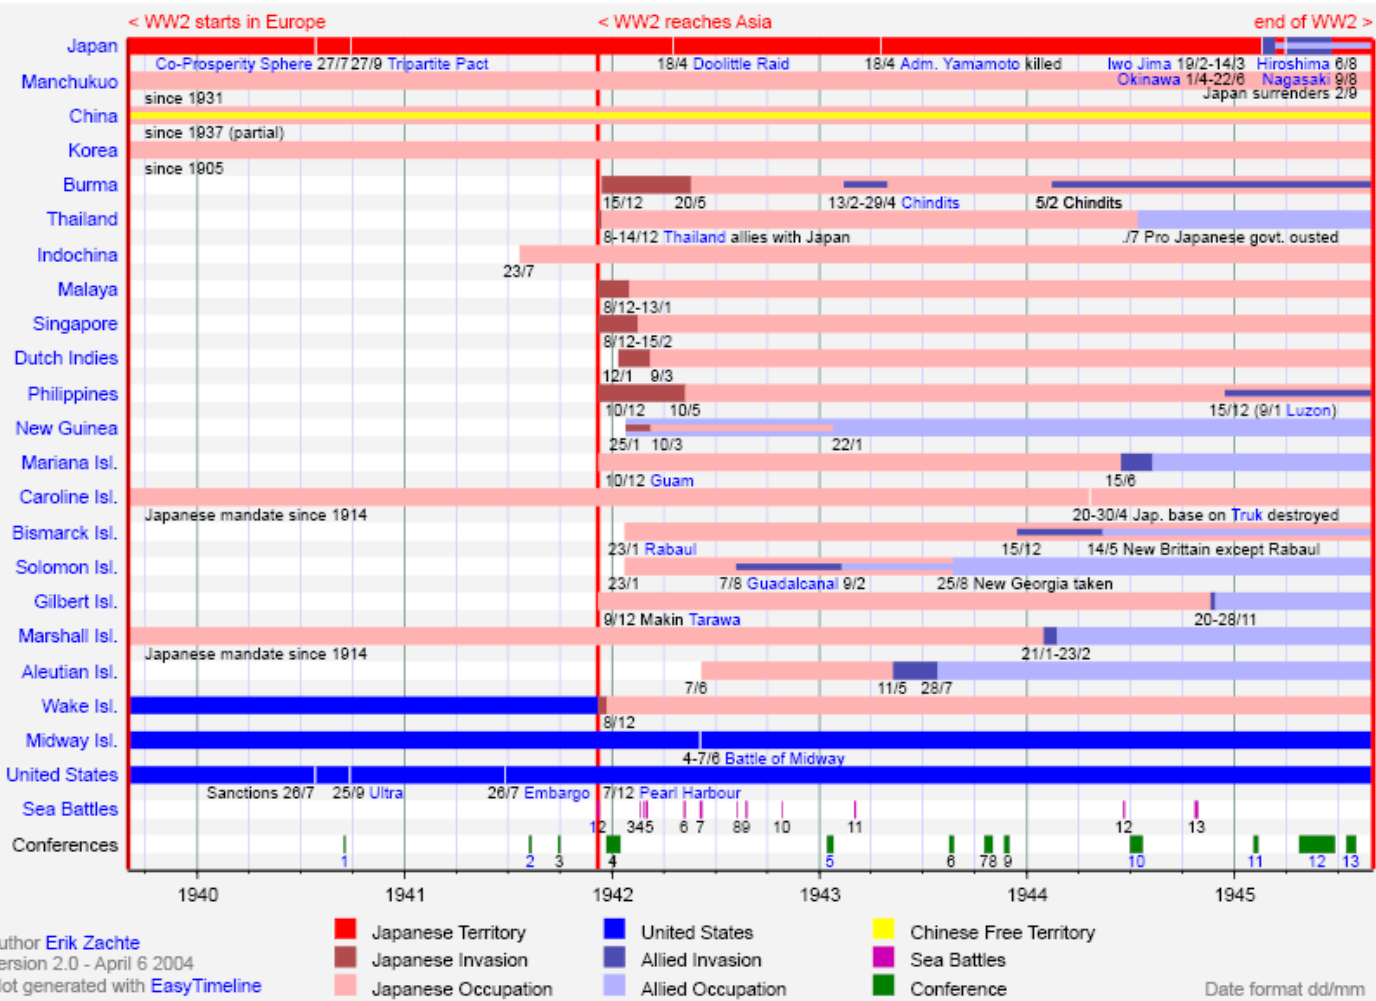 < WW2 starts in Europe < WW2 reaches Asia end of WW2 >
Japan
Co-Prosperity Sphere 27/7 27/9 Tripartite Pact 18/4 Doolittle Raid 18/4 Adm. Yamamoto killed Iwo Jima 19/2-14/3 Hiroshima 6/8
Manchukuo Okinawa 1/4-22/6 Nagasaki 9/8
since 1931 Japan surrenders 2/9
China
since 1937 (partial)
Korea
since 1905
Burma
15/12 20/5 13/2-29/4 Chindits 5/2 Chindits
Thailand
8-14/12 Thailand allies with Japan ./7 Pro Japanese govt. ousted
Indochina
23/7
Malaya
8/12-13/1
Singapore
8/12-15/2
Dutch Indies
12/1 9/3
Philippines
10/12 10/5 15/12 (9/1 Luzon)
New Guinea
25/1 10/3 22/1
Mariana Isl.
10/12 Guam 15/6
Caroline Isl.
Japanese mandate since 1914 20-30/4 Jap. base on Truk destroyed
Bismarck Isl.
23/1 Rabaul 15/12 14/5 New Brittain except Rabaul
Solomon Isl.
23/1 7/8 Guadalcanal 9/2 25/8 New Georgia taken
Gilbert Isl.
9/12 Makin Tarawa 20-28/11
Marshall Isl.
Japanese mandate since 1914 21/1-23/2
Aleutian Isl.
7/6 11/5 28/7
Wake Isl.
8/12
Midway Isl.
4-7/6 Battle of Midway
United States
Sanctions 26/7 25/9 Ultra 26/7 Embargo 7/12 Pearl Harbour
Sea Battles
12 345 6 7 89 10 11 12 13
Conferences
1 2 3 4 5 6 78 9 10 11 12 13
1940 1941 1942 1943 1944 1945
Japanese Territory United States Chinese Free Territory
uthor Erik Zachte
Japanese Invasion Allied Invasion Sea Battles
ersion 2.0 - April 6 2004
lot generated with EasyTimeline
Japanese Occupation Allied Occupation Conference Date format dd/mm